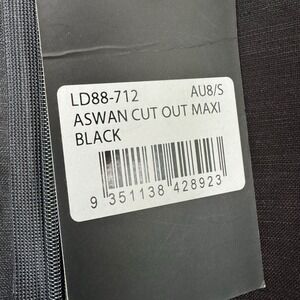 LD88-712 AU8/S
ASWAN CUT OUT MAXI
BLACK
9 351138 428923